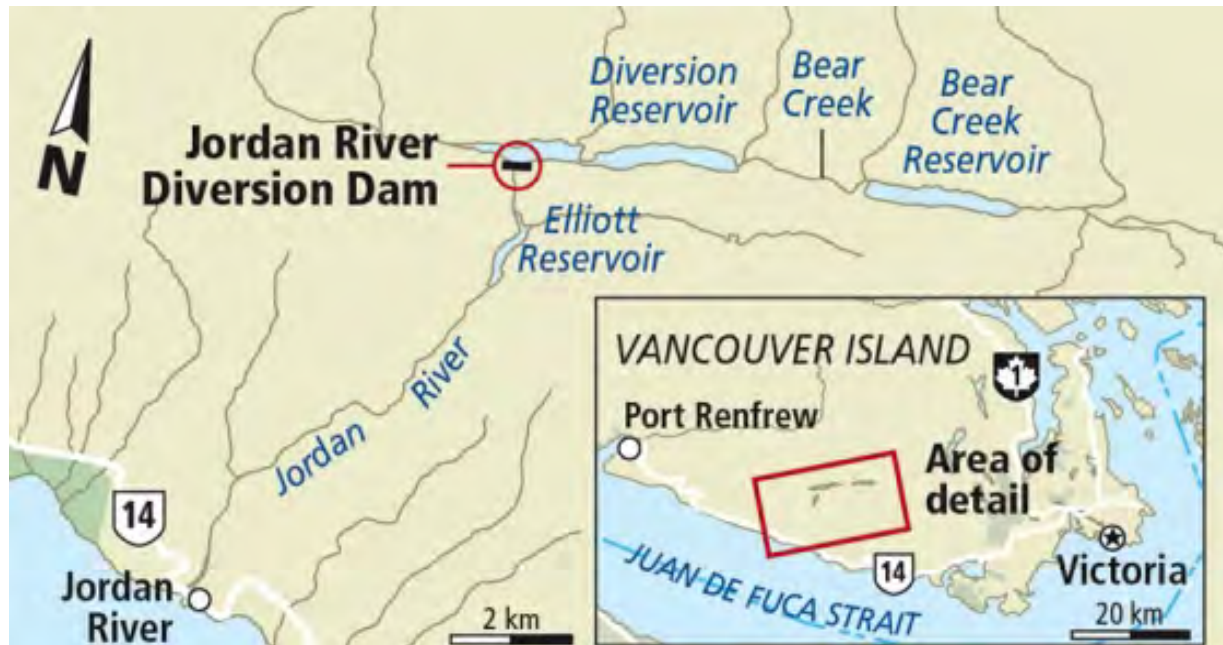 Diversion
Reservoir
Bear
Creek
Bear
Creek
Reservoir
Jordan River
Diversion Dam
N
Elliott
Reservoir
Jordan River
14
Jordan
River
2 km
VANCOUVER ISLAND
1
Port Renfrew
Area of
detail
14
Victoria
JUAN DE FUCA STRAIT
20 km